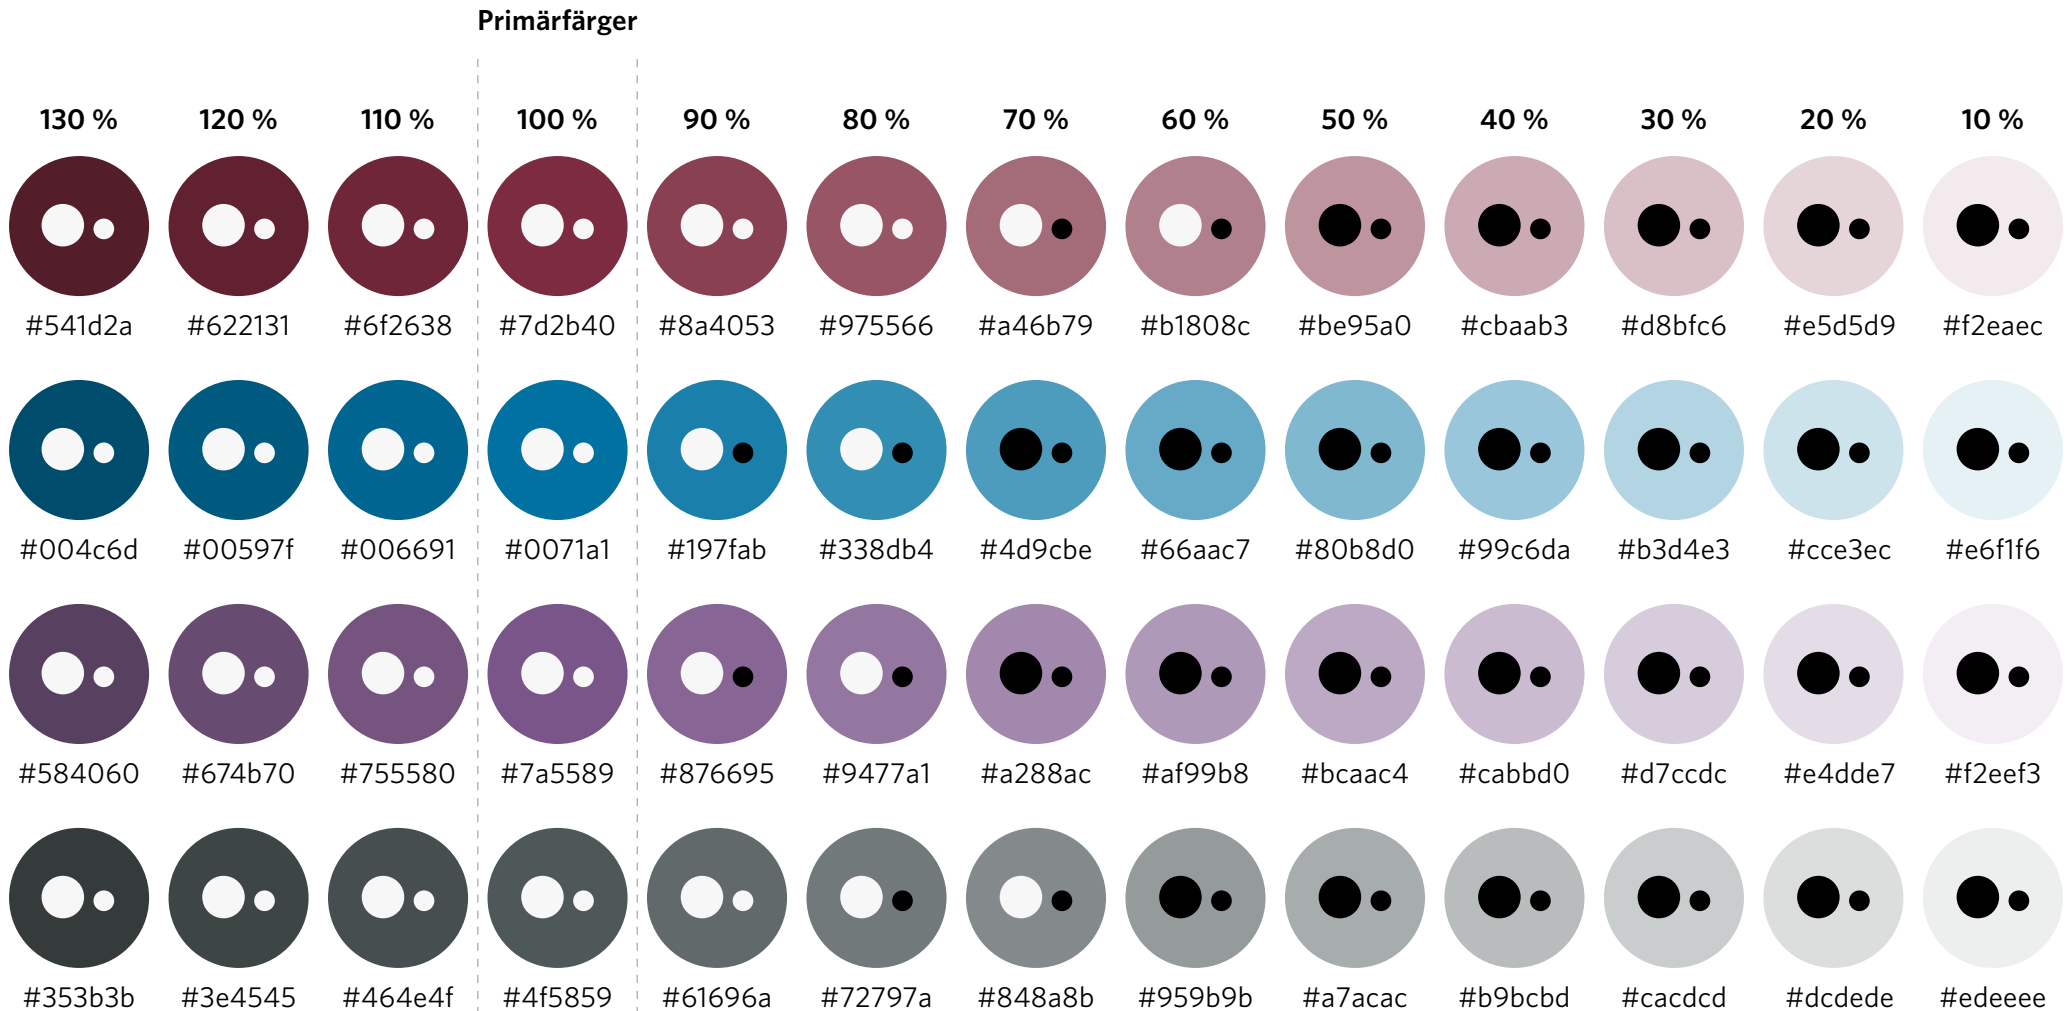 Primärfärger
130 % 120 % 110 % 100 % 90 % 80 % 70 % 60 % 50 % 40 % 30 % 20 % 10 %
#541d2a #622131 #6f2638 #7d2b40 #8a4053 #975566 #a46b79 #b1808c #be95a0 #cbaab3 #d8bfc6 #e5d5d9 #f2eaec
#004c6d #00597f #006691 #0071a1 #197fab #338db4 #4d9cbe #66aac7 #80b8d0 #99c6da #b3d4e3 #cce3ec #e6f1f6
#584060 #674b70 #755580 #7a5589 #876695 #9477a1 #a288ac #af99b8 #bcaac4 #cabbd0 #d7ccdc #e4dde7 #f2eef3
#353b3b #3e4545 #464e4f #4f5859 #61696a #72797a #848a8b #959b9b #a7acac #b9bcbd #cacdcd #dcdede #edeeee